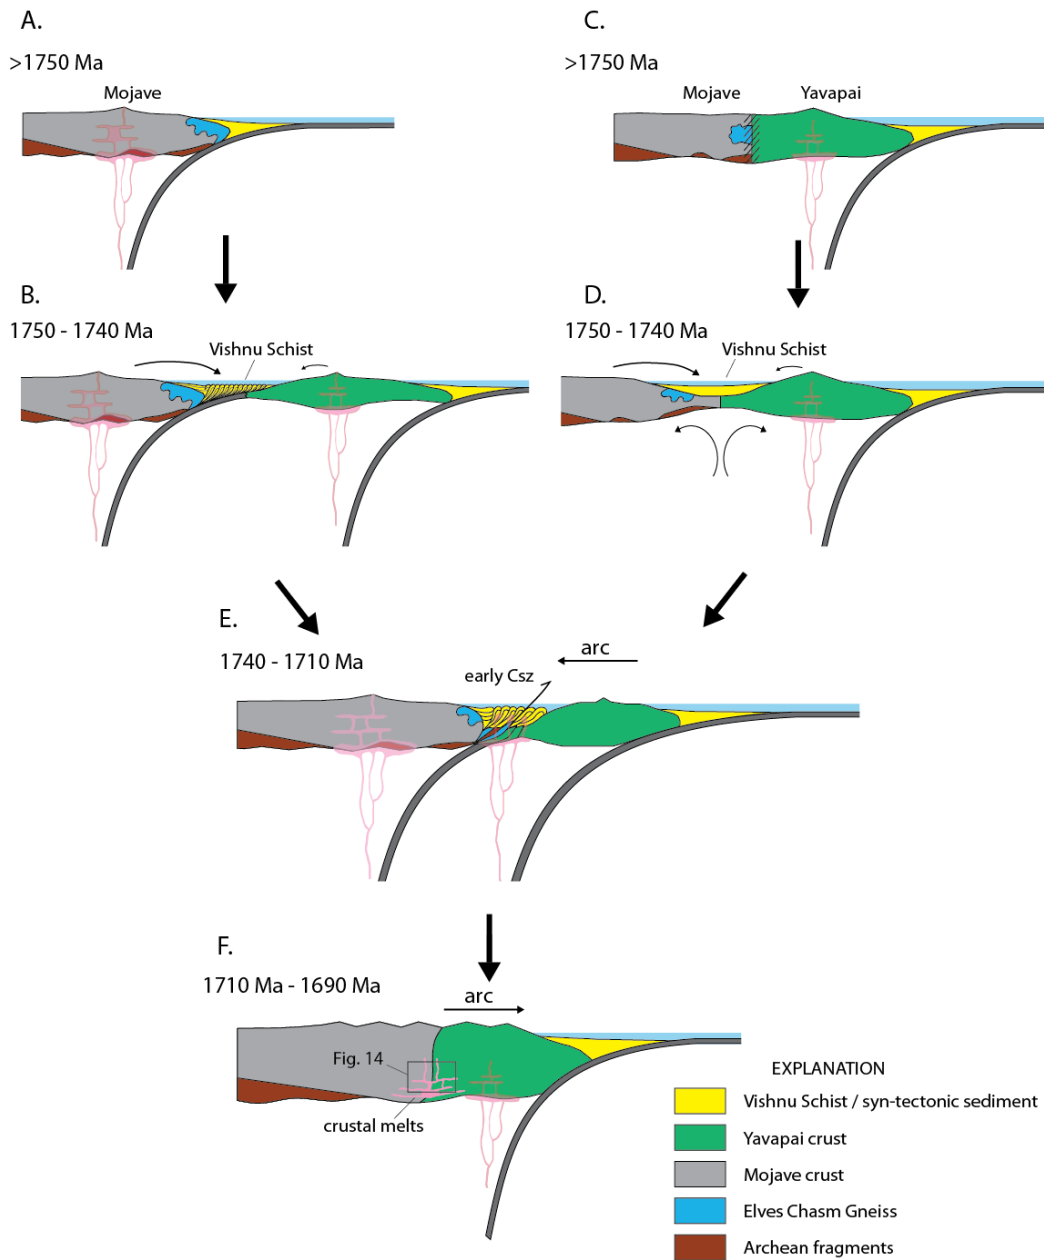 A.
>1750 Ma
Mojave
C.
>1750 Ma
Mojave
Yavapai
B.
1750 - 1740 Ma
Vishnu Schist
D.
1750 - 1740 Ma
Vishnu Schist
E.
1740 - 1710 Ma
arc
early Csz
F.
1710 Ma - 1690 Ma
arc
Fig. 14
crustal melts
EXPLANATION
Vishnu Schist / syn-tectonic sediment
Yavapai crust
Mojave crust
Elves Chasm Gneiss
Archean fragments